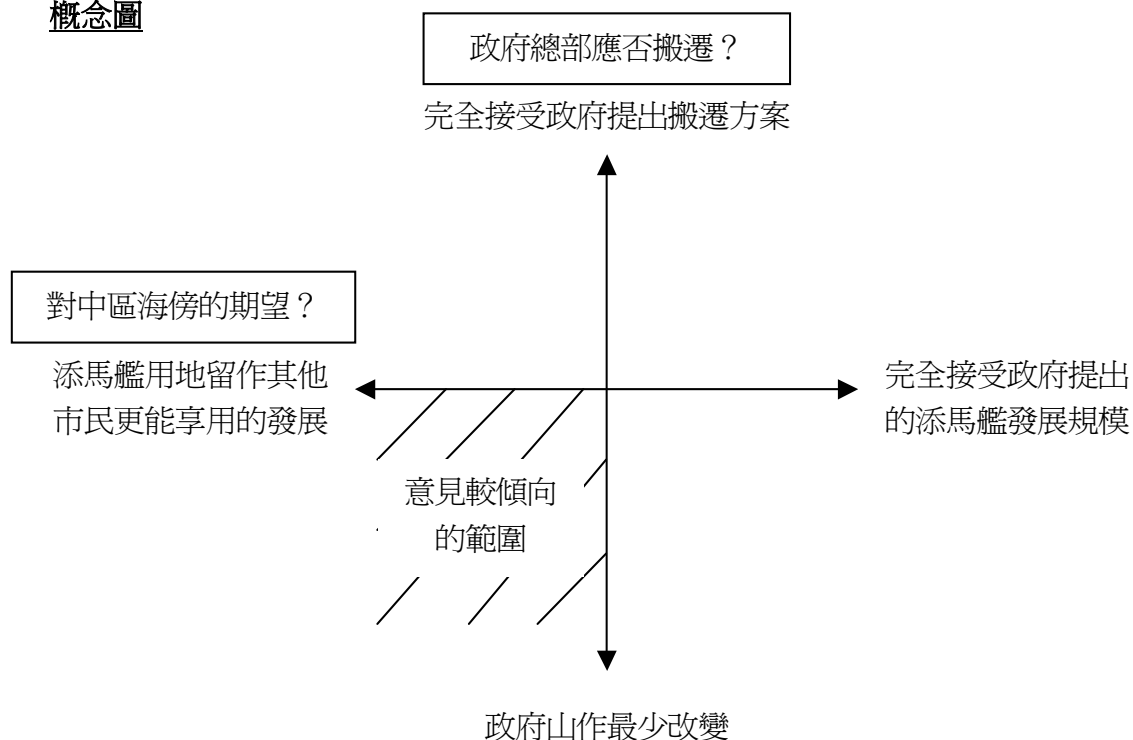 概念圖
政府總部應否搬遷？
完全接受政府提出搬遷方案
對中區海傍的期望？
添馬艦用地留作其他
市民更能享用的發展
完全接受政府提出
的添馬艦發展規模
意見較傾向
的範圍
政府山作最少改變